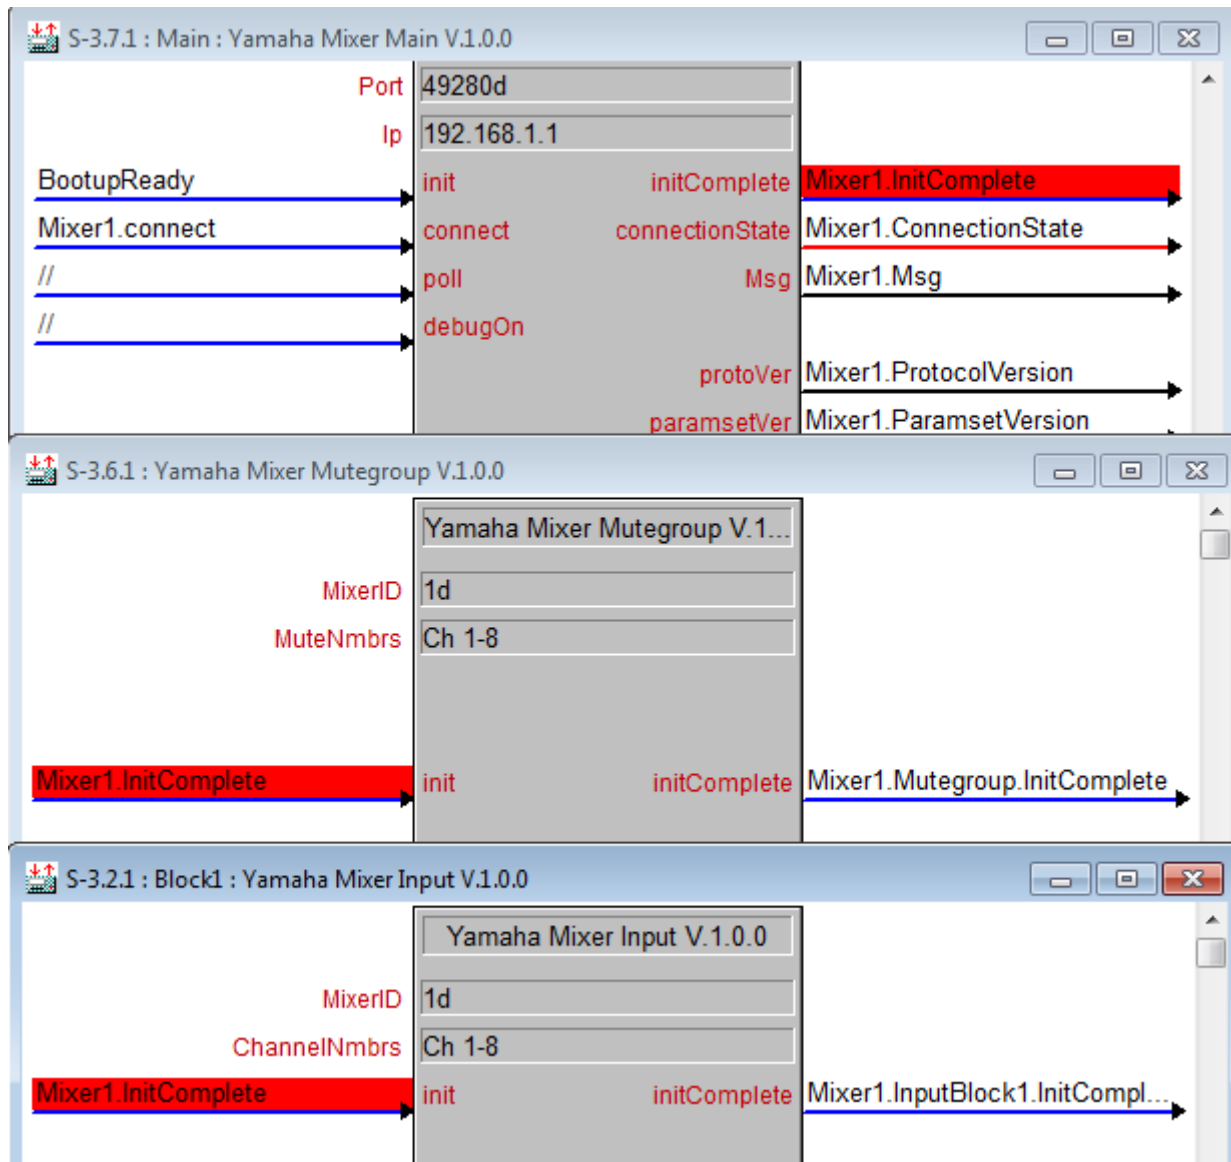 S-3.7.1 : Main : Yamaha Mixer Main V.1.0.0
Port 49280d
Ip 192.168.1.1
BootupReady init initComplete Mixer1.InitComplete
Mixer1.connect connect connectionState Mixer1.ConnectionState
// poll Msg Mixer1.Msg
// debugOn
protoVer Mixer1.ProtocolVersion
paramsetVer Mixer1.ParamsetVersion
S-3.6.1 : Yamaha Mixer Mutegroup V.1.0.0
Yamaha Mixer Mutegroup V.1...
MixerID 1d
MuteNmbrs Ch 1-8
Mixer1.InitComplete init initComplete Mixer1.Mutegroup.InitComplete
S-3.2.1 : Block1 : Yamaha Mixer Input V.1.0.0
Yamaha Mixer Input V.1.0.0
MixerID 1d
ChannelNmbrs Ch 1-8
Mixer1.InitComplete init initComplete Mixer1.InputBlock1.InitCompl...